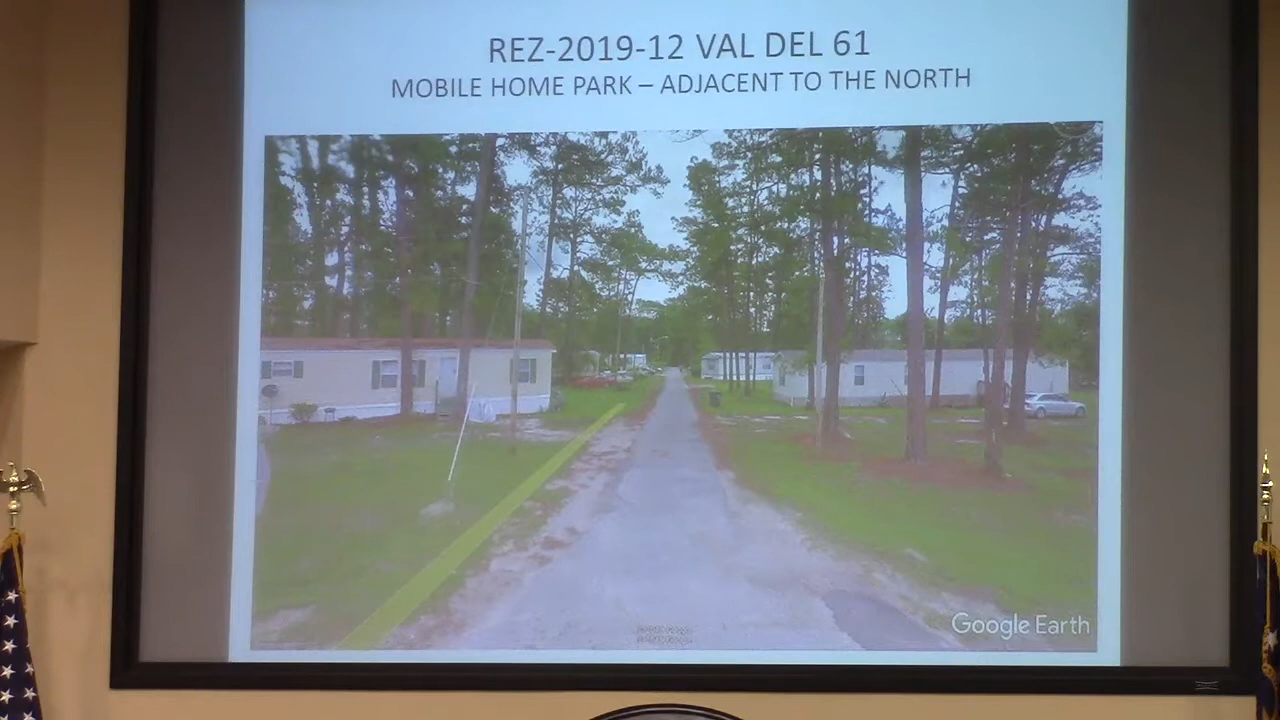 REZ-2019-12 VAL DEL 61
MOBILE HOME PARK – ADJACENT TO THE NORTH
Google Earth